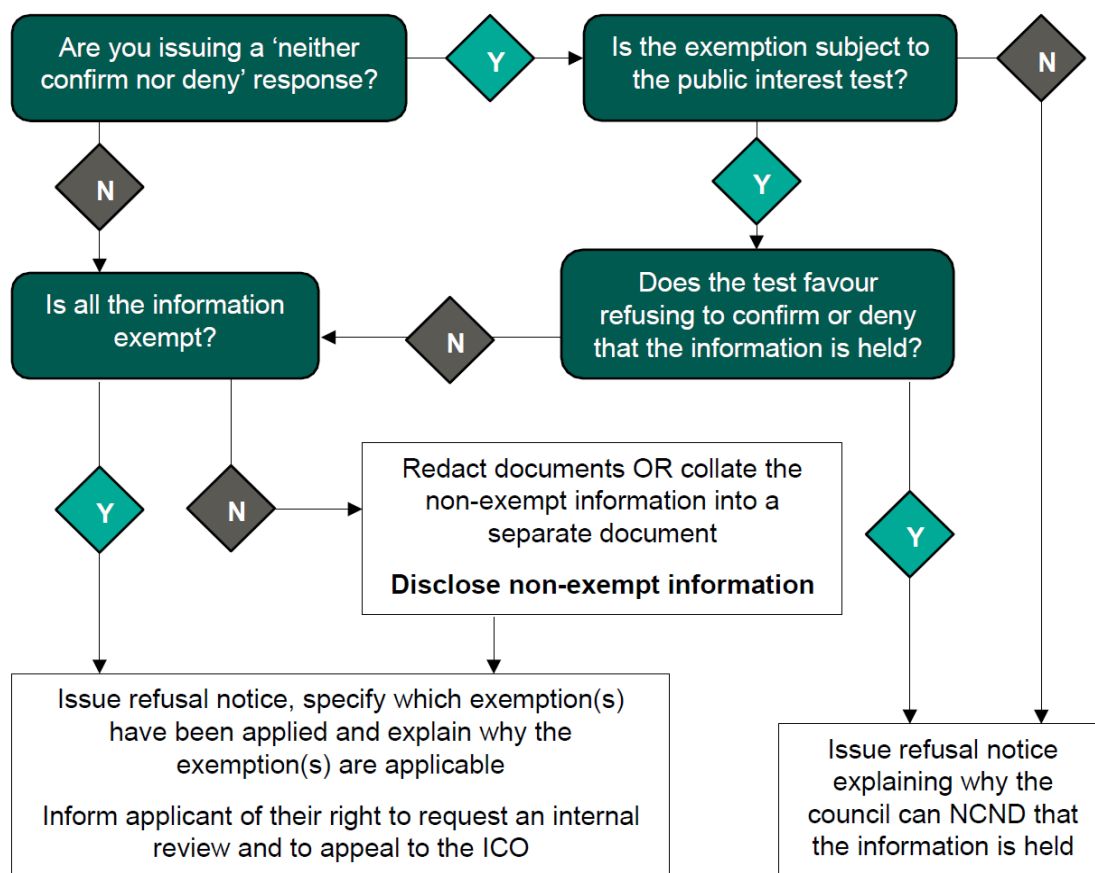 Are you issuing a ‘neither
confirm nor deny’ response?
Y
Is the exemption subject to
the public interest test?
N
N
Y
Is all the information
exempt?
N
Does the test favour
refusing to confirm or deny
that the information is held?
Y
N
Redact documents OR collate the
non-exempt information into a
separate document
Disclose non-exempt information
Y
Issue refusal notice, specify which exemption(s)
have been applied and explain why the
exemption(s) are applicable
Inform applicant of their right to request an internal
review and to appeal to the ICO
Issue refusal notice
explaining why the
council can NCND that
the information is held